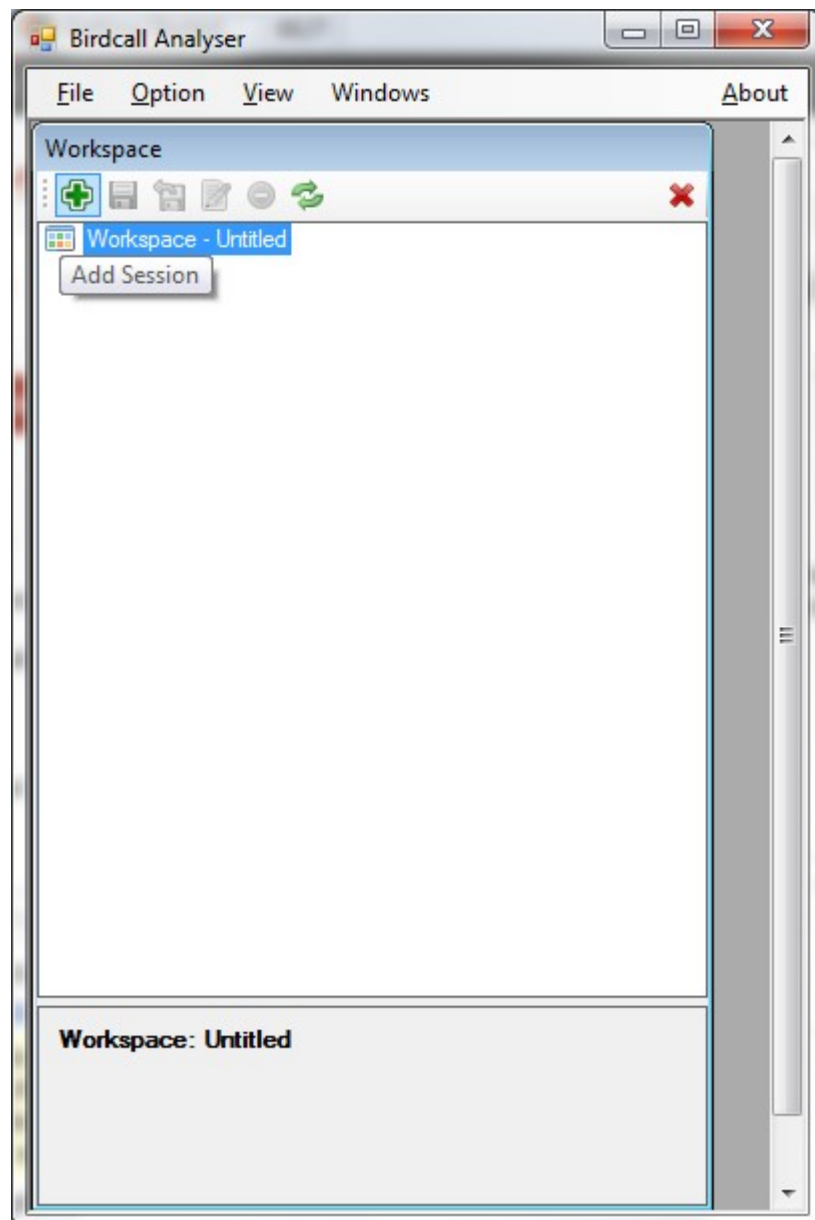 Birdcall Analyser
File Option View Windows About
Workspace
Workspace - Untitled
Add Session
Workspace: Untitled